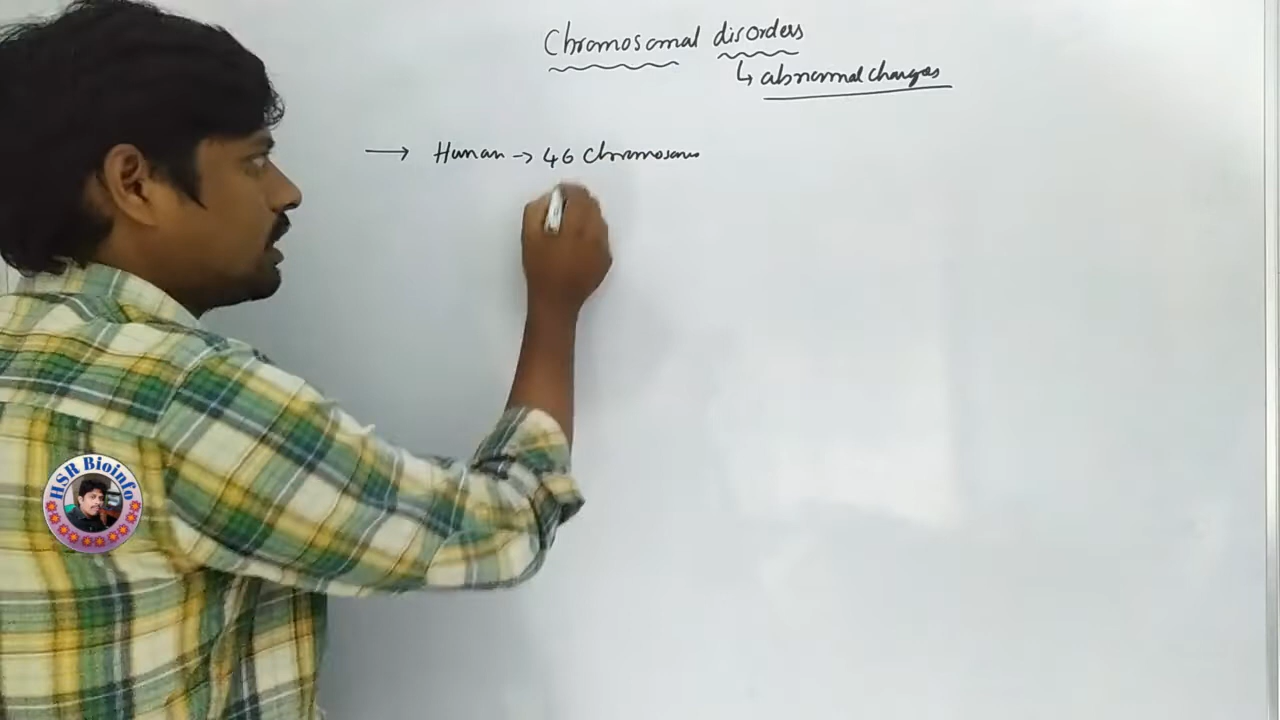 Chromosomal disorders
↳ abnormal changes
→ Human → 46 Chromosomes
HSR Bioinfo